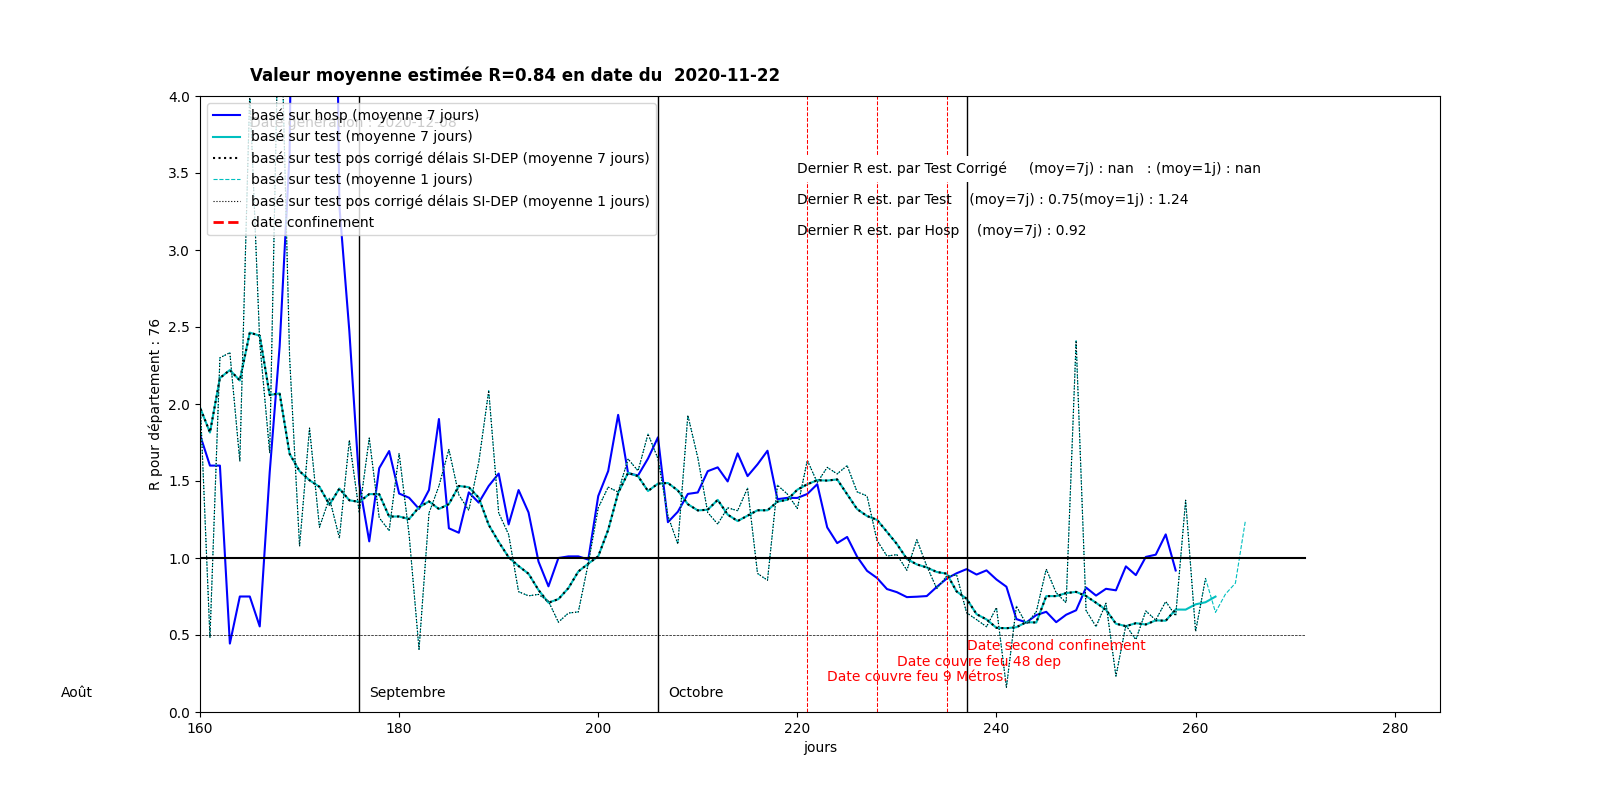 Valeur moyenne estimée R=0.84 en date du  2020-11-22
4.0
3.5
3.0
2.5
2.0
1.5
1.0
0.5
0.0
R pour département : 76
basé sur hosp (moyenne 7 jours)
basé sur test (moyenne 7 jours)
basé sur test pos corrigé délais SI-DEP (moyenne 7 jours)
basé sur test (moyenne 1 jours)
basé sur test pos corrigé délais SI-DEP (moyenne 1 jours)
date confinement
Dernier R est. par Test Corrigé     (moy=7j) : nan   : (moy=1j) : nan
Dernier R est. par Test    (moy=7j) : 0.75(moy=1j) : 1.24
Dernier R est. par Hosp    (moy=7j) : 0.92
Date second confinement
Date couvre feu 48 dep
Date couvre feu 9 Métros
Août
Septembre
Octobre
160
180
200
220
240
260
280
jours